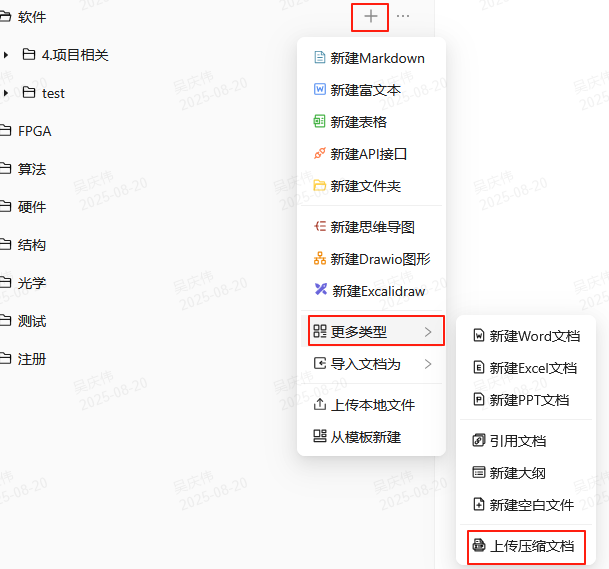 软件
4.项目相关
test
FPGA
算法
硬件
结构
光学
测试
注册
新建Markdown
新建富文本
新建表格
新建API接口
新建文件夹
新建思维导图
新建Drawio图形
新建Excalidraw
更多类型
导入文档为
上传本地文件
从模板新建
新建Word文档
新建Excel文档
新建PPT文档
引用文档
新建大纲
新建空白文件
上传压缩文档
吴庆伟
2025-08-20